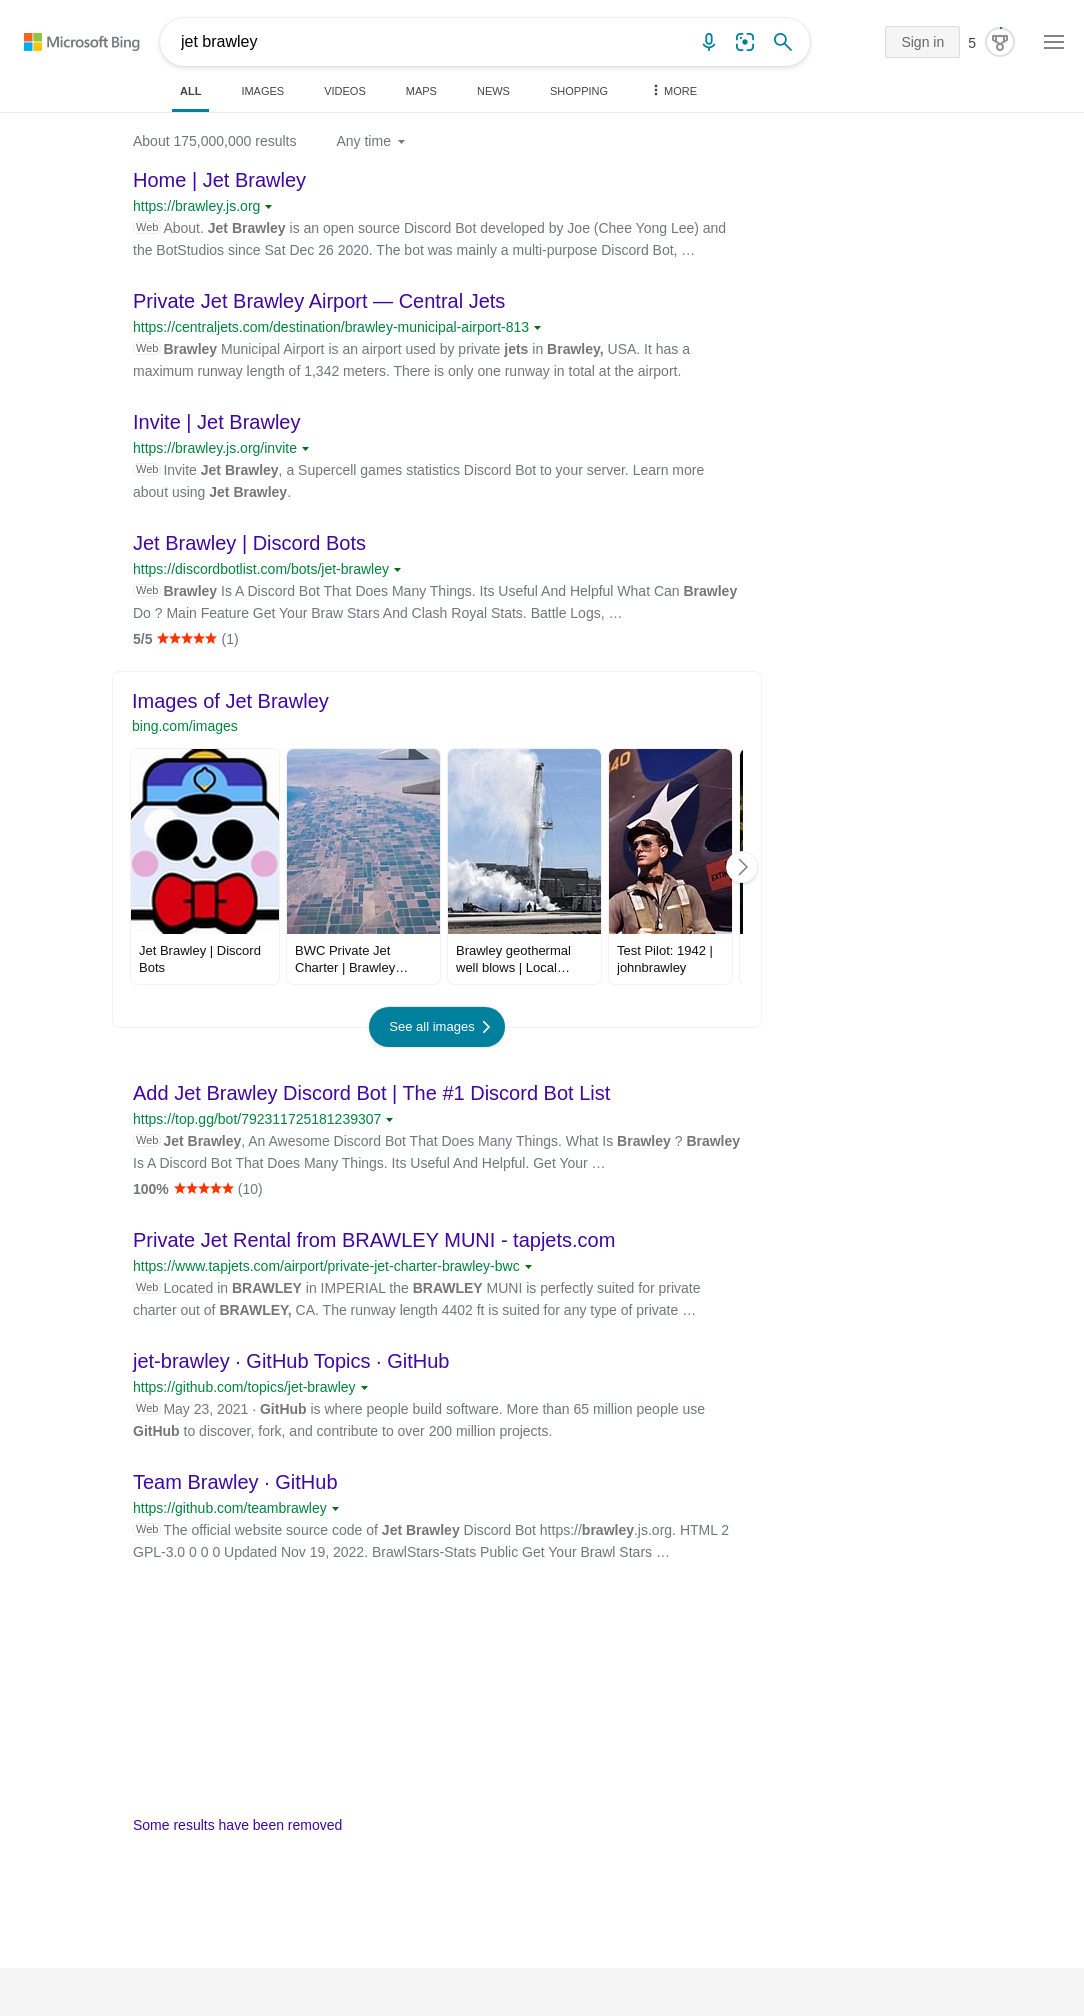 Microsoft Bing
jet brawley
Sign in
5
ALL
IMAGES
VIDEOS
MAPS
NEWS
SHOPPING
MORE
About 175,000,000 results
Any time
Home | Jet Brawley
https://brawley.js.org
Web About. Jet Brawley is an open source Discord Bot developed by Joe (Chee Yong Lee) and
the BotStudios since Sat Dec 26 2020. The bot was mainly a multi-purpose Discord Bot, …
Private Jet Brawley Airport — Central Jets
https://centraljets.com/destination/brawley-municipal-airport-813
Web Brawley Municipal Airport is an airport used by private jets in Brawley, USA. It has a
maximum runway length of 1,342 meters. There is only one runway in total at the airport.
Invite | Jet Brawley
https://brawley.js.org/invite
Web Invite Jet Brawley, a Supercell games statistics Discord Bot to your server. Learn more
about using Jet Brawley.
Jet Brawley | Discord Bots
https://discordbotlist.com/bots/jet-brawley
Web Brawley Is A Discord Bot That Does Many Things. Its Useful And Helpful What Can Brawley
Do ? Main Feature Get Your Braw Stars And Clash Royal Stats. Battle Logs, …
5/5 (1)
Images of Jet Brawley
bing.com/images
Jet Brawley | Discord
Bots
BWC Private Jet
Charter | Brawley…
Brawley geothermal
well blows | Local…
Test Pilot: 1942 |
johnbrawley
See all images
Add Jet Brawley Discord Bot | The #1 Discord Bot List
https://top.gg/bot/792311725181239307
Web Jet Brawley, An Awesome Discord Bot That Does Many Things. What Is Brawley ? Brawley
Is A Discord Bot That Does Many Things. Its Useful And Helpful. Get Your …
100% (10)
Private Jet Rental from BRAWLEY MUNI - tapjets.com
https://www.tapjets.com/airport/private-jet-charter-brawley-bwc
Web Located in BRAWLEY in IMPERIAL the BRAWLEY MUNI is perfectly suited for private
charter out of BRAWLEY, CA. The runway length 4402 ft is suited for any type of private …
jet-brawley · GitHub Topics · GitHub
https://github.com/topics/jet-brawley
Web May 23, 2021 · GitHub is where people build software. More than 65 million people use
GitHub to discover, fork, and contribute to over 200 million projects.
Team Brawley · GitHub
https://github.com/teambrawley
Web The official website source code of Jet Brawley Discord Bot https://brawley.js.org. HTML 2
GPL-3.0 0 0 0 Updated Nov 19, 2022. BrawlStars-Stats Public Get Your Brawl Stars …
Some results have been removed